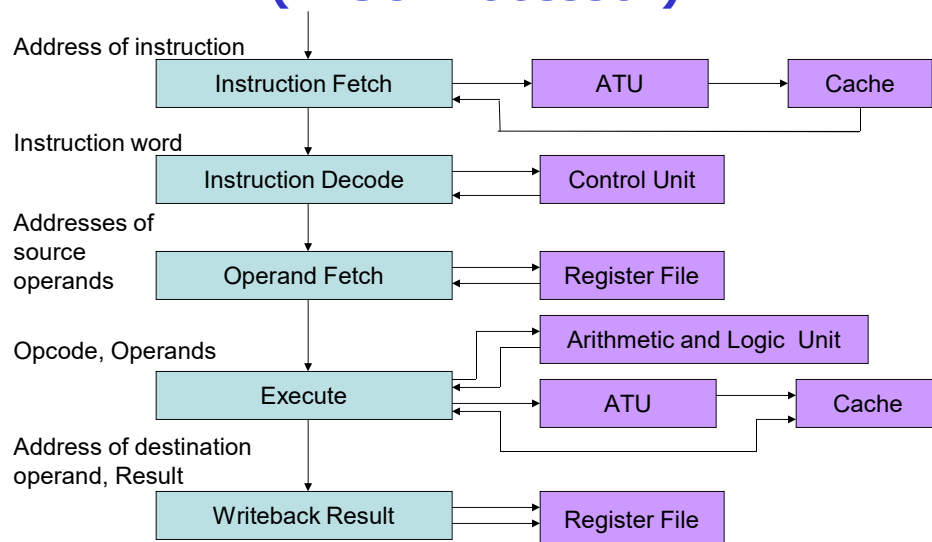 Address of instruction
Instruction Fetch
ATU
Cache
Instruction word
Instruction Decode
Control Unit
Addresses of
source
operands
Operand Fetch
Register File
Arithmetic and Logic Unit
Opcode, Operands
Execute
ATU
Cache
Address of destination
operand, Result
Writeback Result
Register File